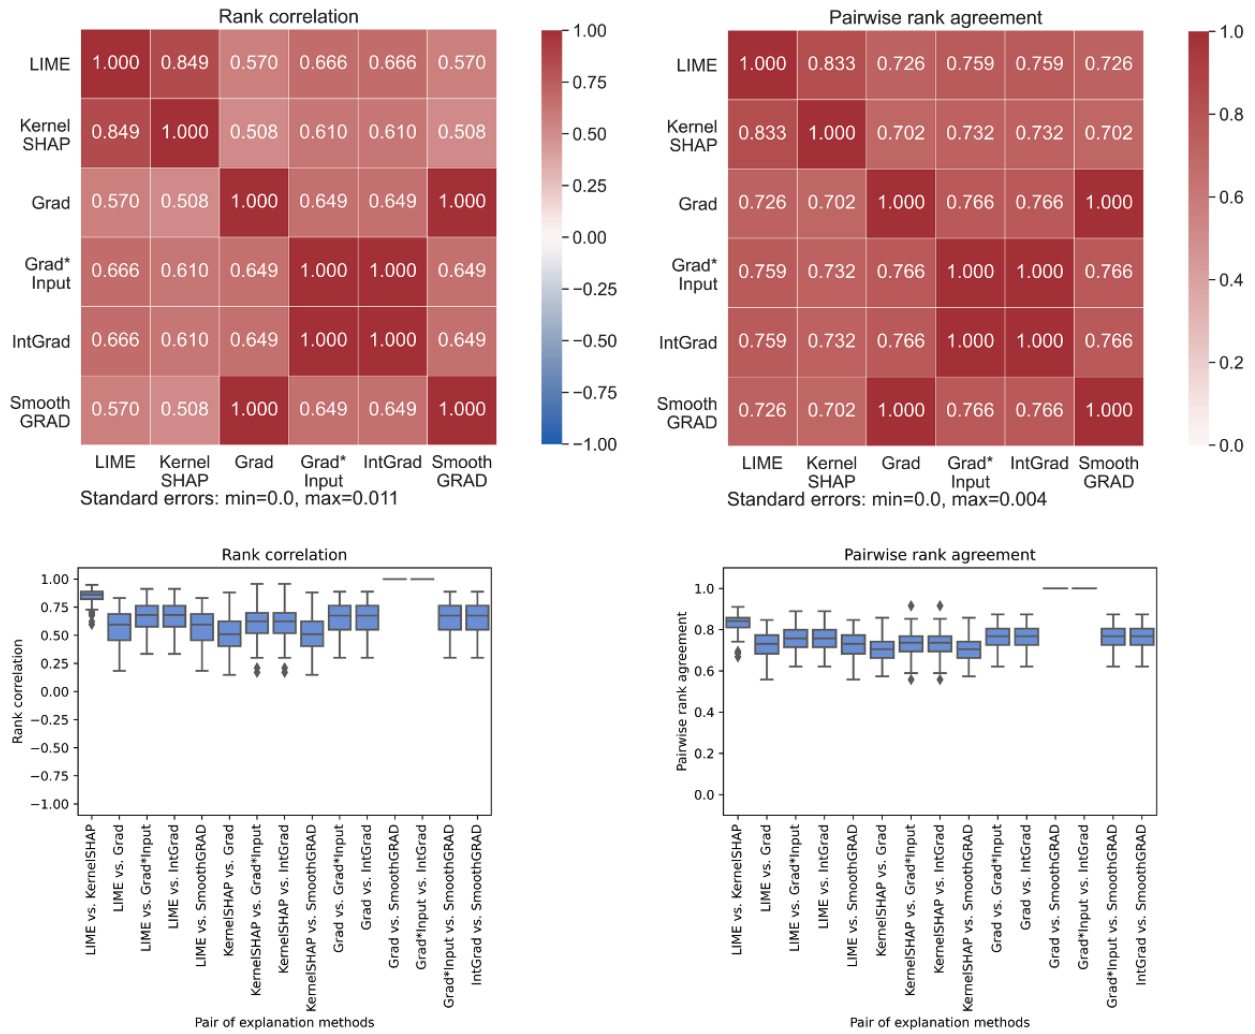 Rank correlation
LIME 1.000 0.849 0.570 0.666 0.666 0.570
Kernel
SHAP 0.849 1.000 0.508 0.610 0.610 0.508
Grad 0.570 0.508 1.000 0.649 0.649 1.000
Grad*
Input 0.666 0.610 0.649 1.000 1.000 0.649
IntGrad 0.666 0.610 0.649 1.000 1.000 0.649
Smooth
GRAD 0.570 0.508 1.000 0.649 0.649 1.000
LIME Kernel Grad Grad* IntGrad Smooth
SHAP Input GRAD
Standard errors: min=0.0, max=0.011
1.00
0.75
0.50
0.25
0.00
−0.25
−0.50
−0.75
−1.00
Pairwise rank agreement
LIME 1.000 0.833 0.726 0.759 0.759 0.726
Kernel
SHAP 0.833 1.000 0.702 0.732 0.732 0.702
Grad 0.726 0.702 1.000 0.766 0.766 1.000
Grad*
Input 0.759 0.732 0.766 1.000 1.000 0.766
IntGrad 0.759 0.732 0.766 1.000 1.000 0.766
Smooth
GRAD 0.726 0.702 1.000 0.766 0.766 1.000
LIME Kernel Grad Grad* IntGrad Smooth
SHAP Input GRAD
Standard errors: min=0.0, max=0.004
1.0
0.8
0.6
0.4
0.2
0.0
Rank correlation
Rank correlation
1.00
0.75
0.50
0.25
0.00
−0.25
−0.50
−0.75
−1.00
LIME vs. KernelSHAP
LIME vs. Grad
LIME vs. Grad*Input
LIME vs. IntGrad
LIME vs. SmoothGRAD
KernelSHAP vs. Grad
KernelSHAP vs. Grad*Input
KernelSHAP vs. IntGrad
KernelSHAP vs. SmoothGRAD
Grad vs. Grad*Input
Grad vs. IntGrad
Grad vs. SmoothGRAD
Grad*Input vs. IntGrad
Grad*Input vs. SmoothGRAD
IntGrad vs. SmoothGRAD
Pair of explanation methods
Pairwise rank agreement
Pairwise rank agreement
1.0
0.8
0.6
0.4
0.2
0.0
LIME vs. KernelSHAP
LIME vs. Grad
LIME vs. Grad*Input
LIME vs. IntGrad
LIME vs. SmoothGRAD
KernelSHAP vs. Grad
KernelSHAP vs. Grad*Input
KernelSHAP vs. IntGrad
KernelSHAP vs. SmoothGRAD
Grad vs. Grad*Input
Grad vs. IntGrad
Grad vs. SmoothGRAD
Grad*Input vs. IntGrad
Grad*Input vs. SmoothGRAD
IntGrad vs. SmoothGRAD
Pair of explanation methods